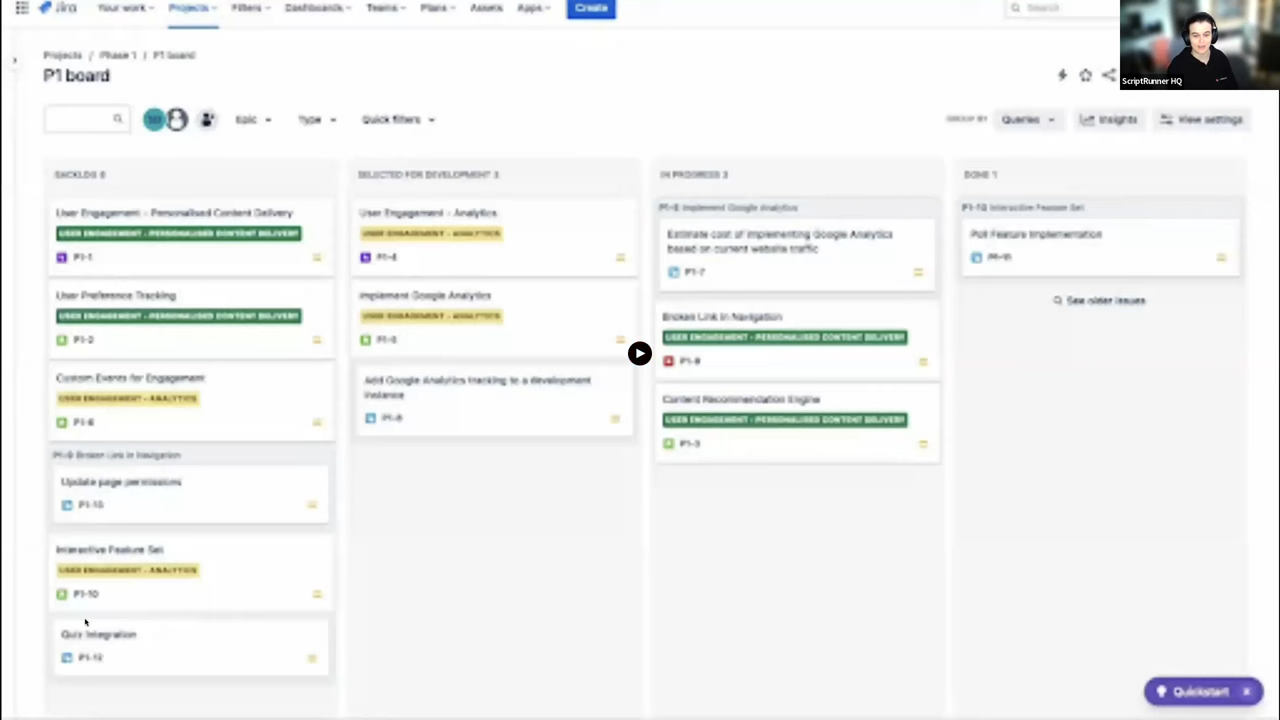 Jira Your work Projects Filters Dashboards Teams Plans Assets Apps Create Search
ScriptRunner HQ
Projects / Phase 1 / P1 board
P1 board
Epic Type Quick filters GROUP BY Queries Insights View settings
BACKLOG
User Engagement - Personalised Content Delivery
USER ENGAGEMENT - PERSONALISED CONTENT DELIVERY
P1-1
User Preference Tracking
USER ENGAGEMENT - PERSONALISED CONTENT DELIVERY
P1-2
Custom Events for Engagement
USER ENGAGEMENT - ANALYTICS
P1-6
P1-9 Broken Link in Navigation
Update page permissions
P1-13
Interactive Feature Set
USER ENGAGEMENT - ANALYTICS
P1-10
Quiz Integration
P1-12
SELECTED FOR DEVELOPMENT 3
User Engagement - Analytics
USER ENGAGEMENT - ANALYTICS
P1-4
Implement Google Analytics
USER ENGAGEMENT - ANALYTICS
P1-5
Add Google Analytics tracking to a development
instance
P1-8
IN PROGRESS 3
P1-5 Implement Google Analytics
Estimate cost of implementing Google Analytics
based on current website traffic
P1-7
Broken Link in Navigation
USER ENGAGEMENT - PERSONALISED CONTENT DELIVERY
P1-9
Content Recommendation Engine
USER ENGAGEMENT - PERSONALISED CONTENT DELIVERY
P1-3
DONE 1
P1-10 Interactive Feature Set
Poll Feature Implementation
P1-11
See older issues
Quickstart